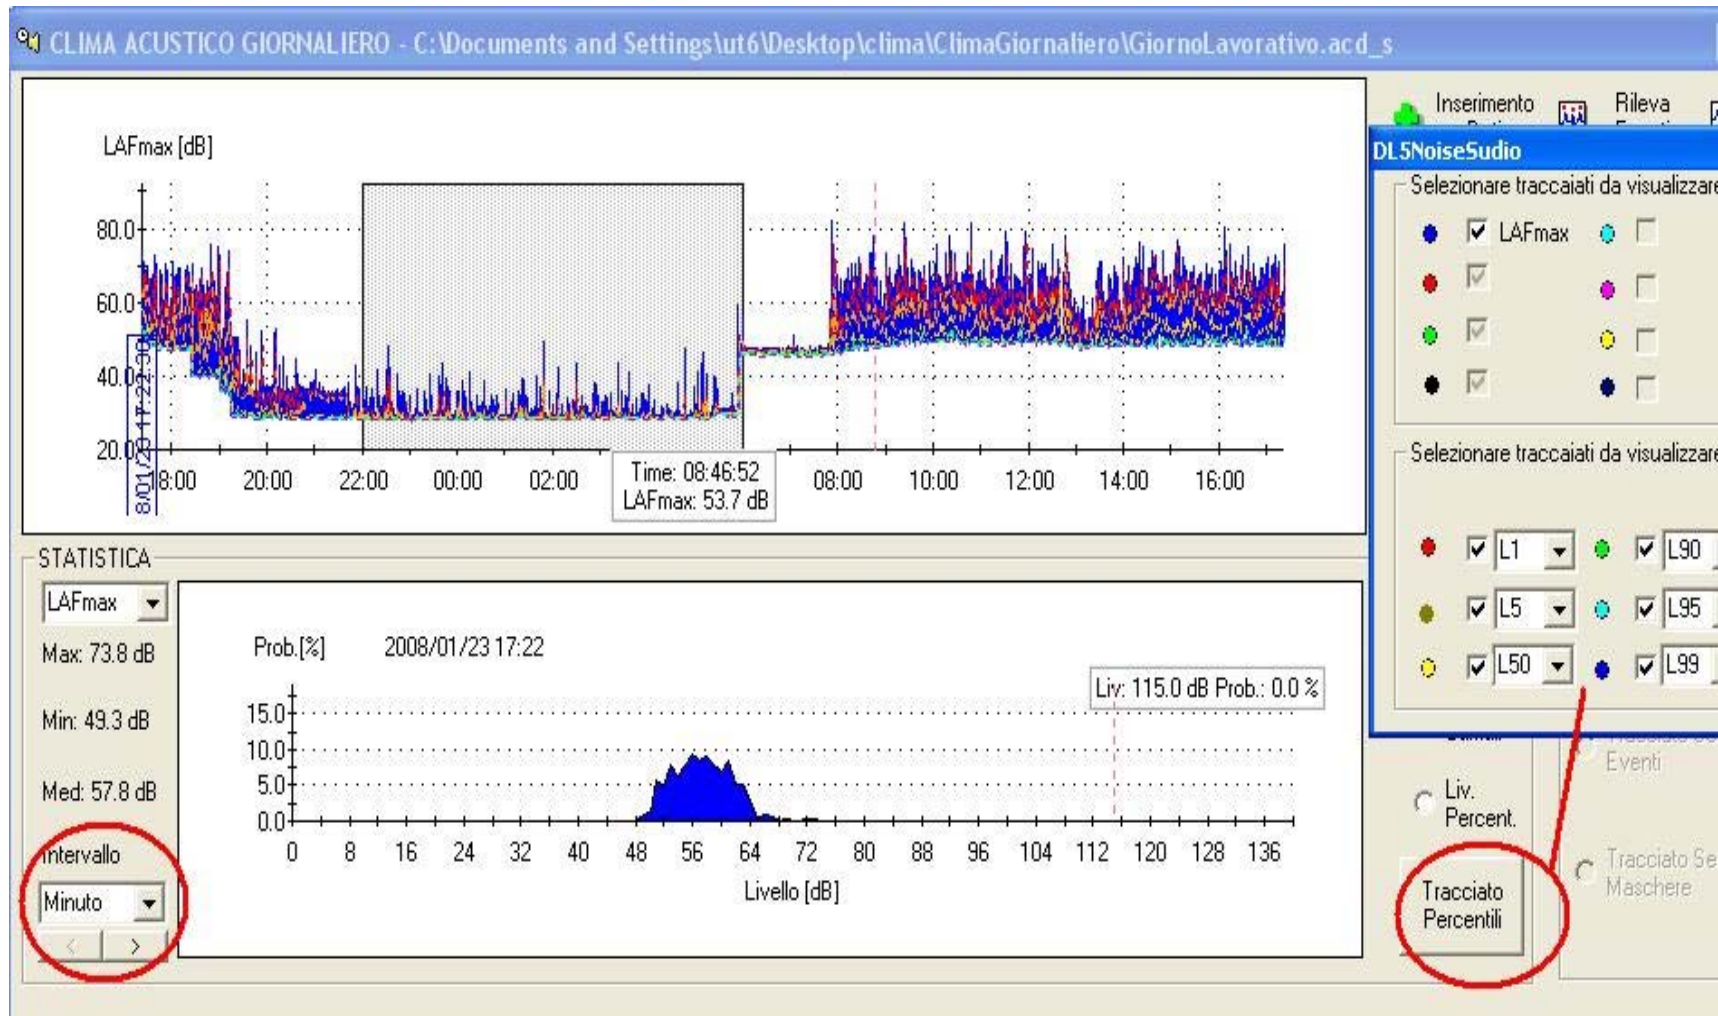 CLIMA ACUSTICO GIORNALIERO - C:\Documents and Settings\ut6\Desktop\clima\ClimaGiornaliero\GiornoLavorativo.acd_s
LAFmax [dB]
80.0
60.0
40.0
20.0
18:00 20:00 22:00 00:00 02:00 08:00 10:00 12:00 14:00 16:00
Time: 08:46:52
LAFmax: 53.7 dB
Inserimento
Rileva
DL5NoiseSudio
Selezionare traccaiati da visualizzare
LAFmax
Selezionare traccaiati da visualizzare
L1 L90
L5 L95
L50 L99
STATISTICA
LAFmax
Max: 73.8 dB
Min: 49.3 dB
Med: 57.8 dB
Intervallo
Minuto
< >
Prob.[%] 2008/01/23 17:22
Liv: 115.0 dB Prob.: 0.0 %
15.0
10.0
5.0
0.0
0 8 16 24 32 40 48 56 64 72 80 88 96 104 112 120 128 136
Livello [dB]
Eventi
Liv.
Percent.
Tracciato
Percentili
Tracciato Se
Maschere